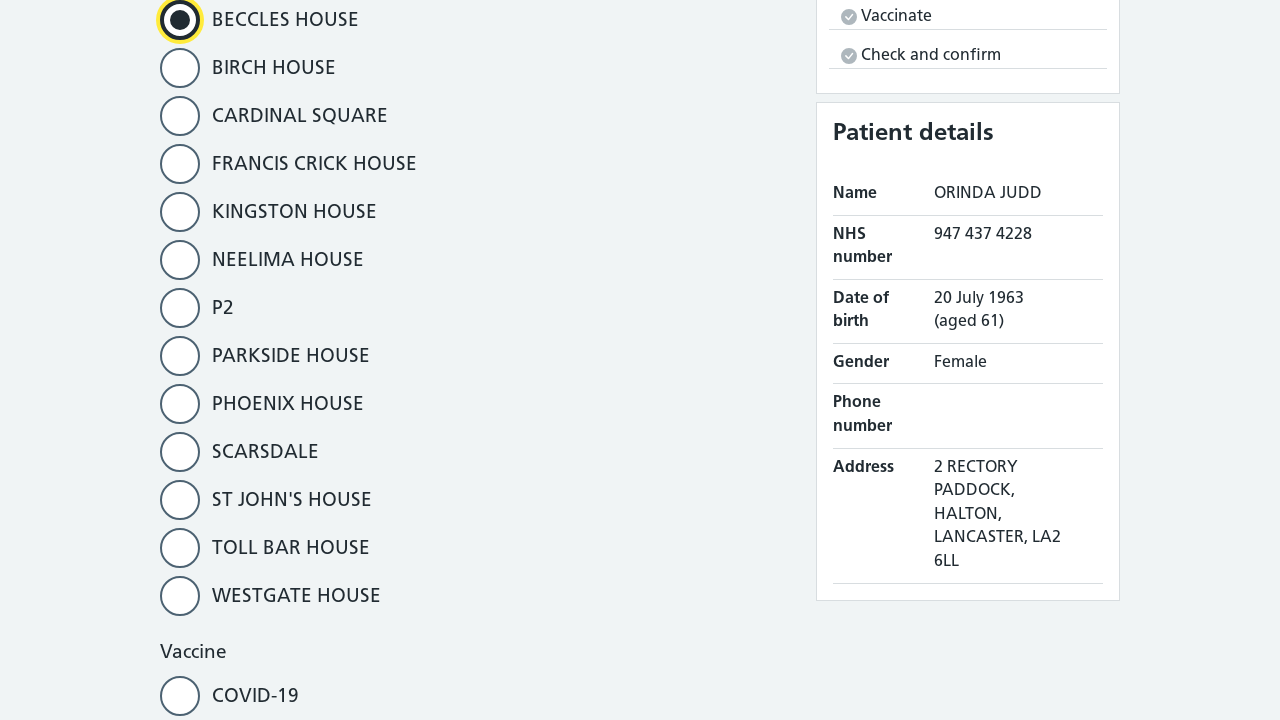 BECCLES HOUSE
BIRCH HOUSE
CARDINAL SQUARE
FRANCIS CRICK HOUSE
KINGSTON HOUSE
NEELIMA HOUSE
P2
PARKSIDE HOUSE
PHOENIX HOUSE
SCARSDALE
ST JOHN'S HOUSE
TOLL BAR HOUSE
WESTGATE HOUSE
Vaccine
COVID-19
Vaccinate
Check and confirm
Patient details
Name ORINDA JUDD
NHS number 947 437 4228
Date of birth 20 July 1963
(aged 61)
Gender Female
Phone number
Address 2 RECTORY
PADDOCK,
HALTON,
LANCASTER, LA2
6LL